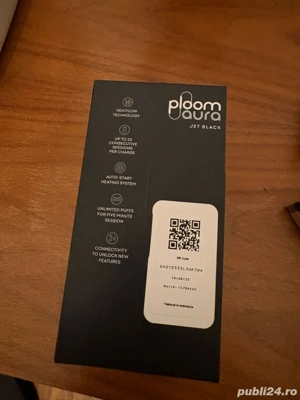 ploom
aura
JET BLACK
HEATFLOW
TECHNOLOGY
UP TO 20
CONSECUTIVE
SESSIONS
PER CHARGE
AUTO-START
HEATING SYSTEM
UNLIMITED PUFFS
FOR FIVE MINUTE
SESSION
CONNECTIVITY
TO UNLOCK NEW
FEATURES
publi24.ro